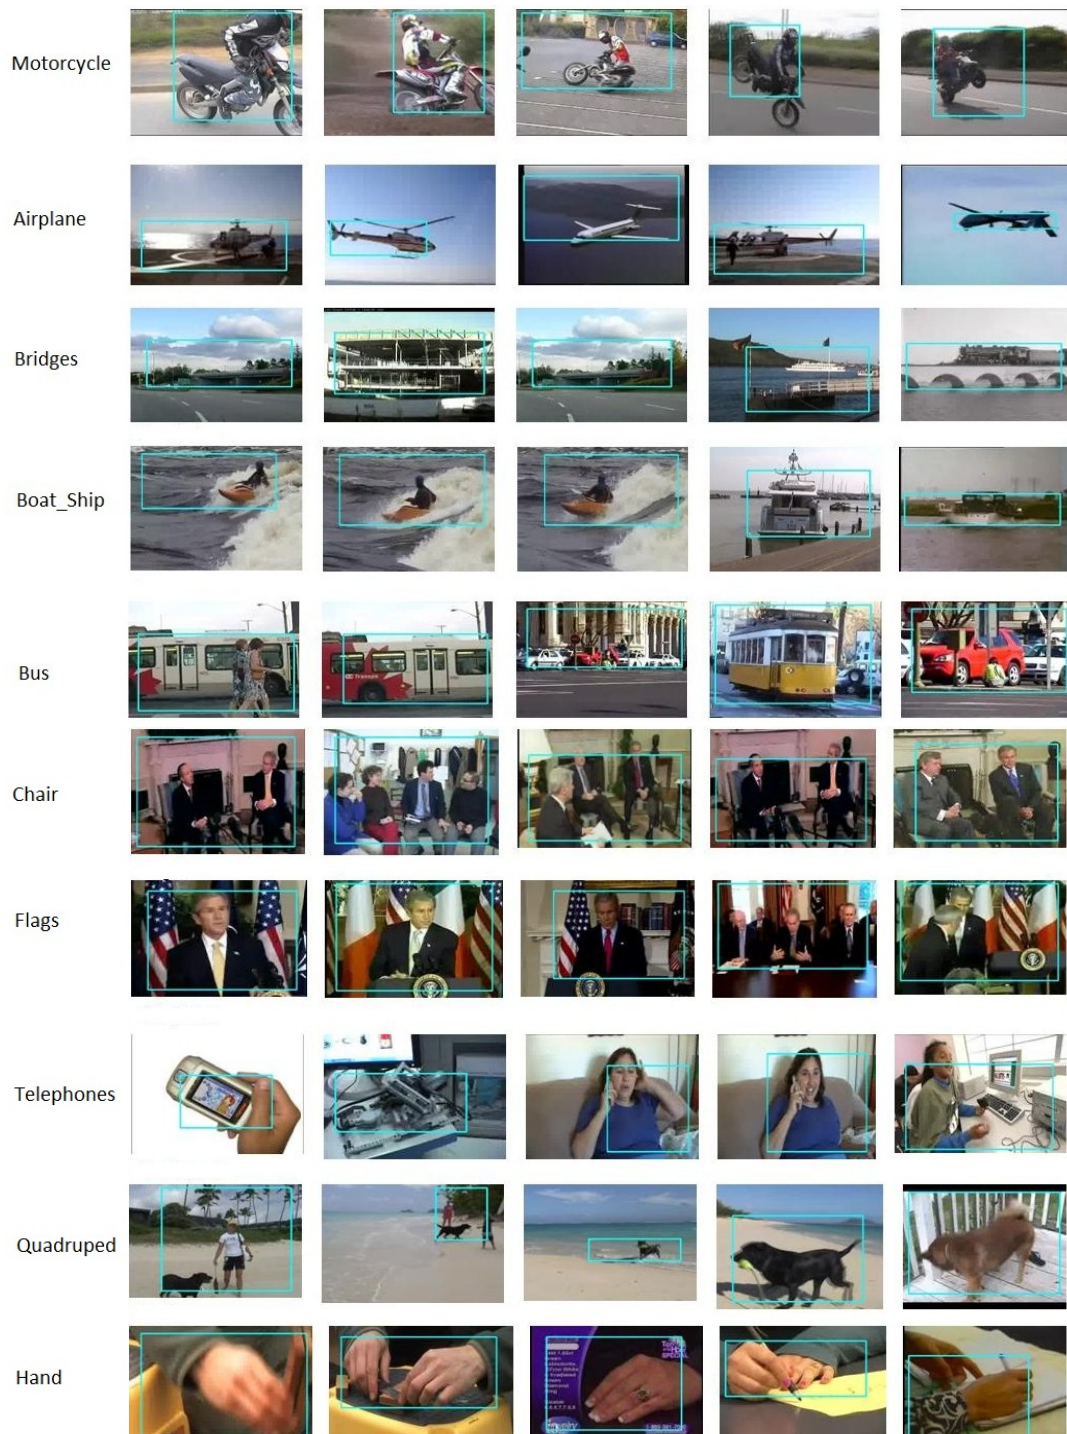 Motorcycle
Airplane
Bridges
Boat_Ship
Bus
Chair
Flags
Telephones
Quadruped
Hand